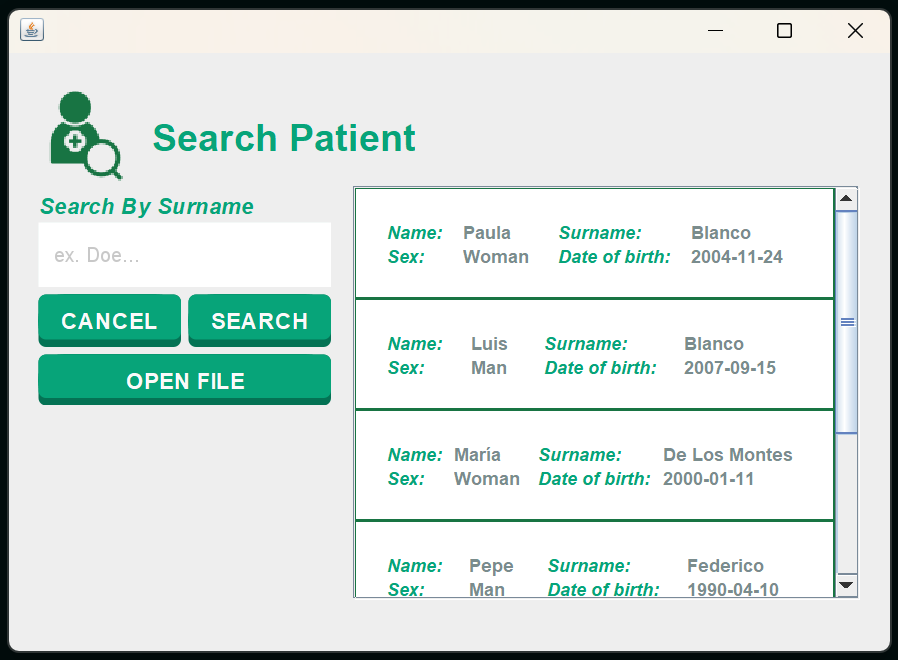 Search Patient
Search By Surname
ex. Doe...
CANCEL SEARCH
OPEN FILE
Name: Paula Surname: Blanco
Sex: Woman Date of birth: 2004-11-24
Name: Luis Surname: Blanco
Sex: Man Date of birth: 2007-09-15
Name: María Surname: De Los Montes
Sex: Woman Date of birth: 2000-01-11
Name: Pepe Surname: Federico
Sex: Man Date of birth: 1990-04-10